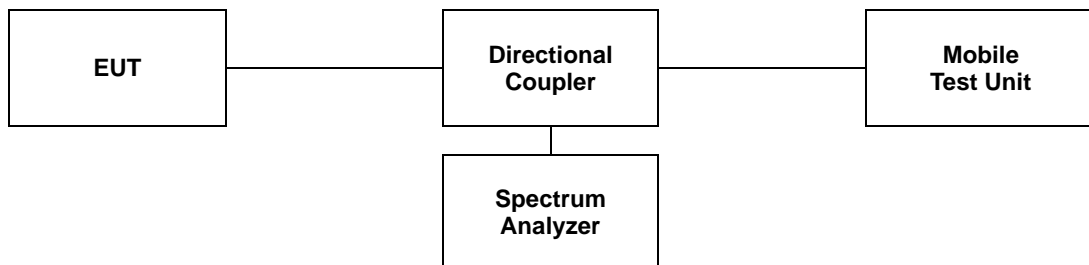 EUT
Directional
Coupler
Mobile
Test Unit
Spectrum
Analyzer